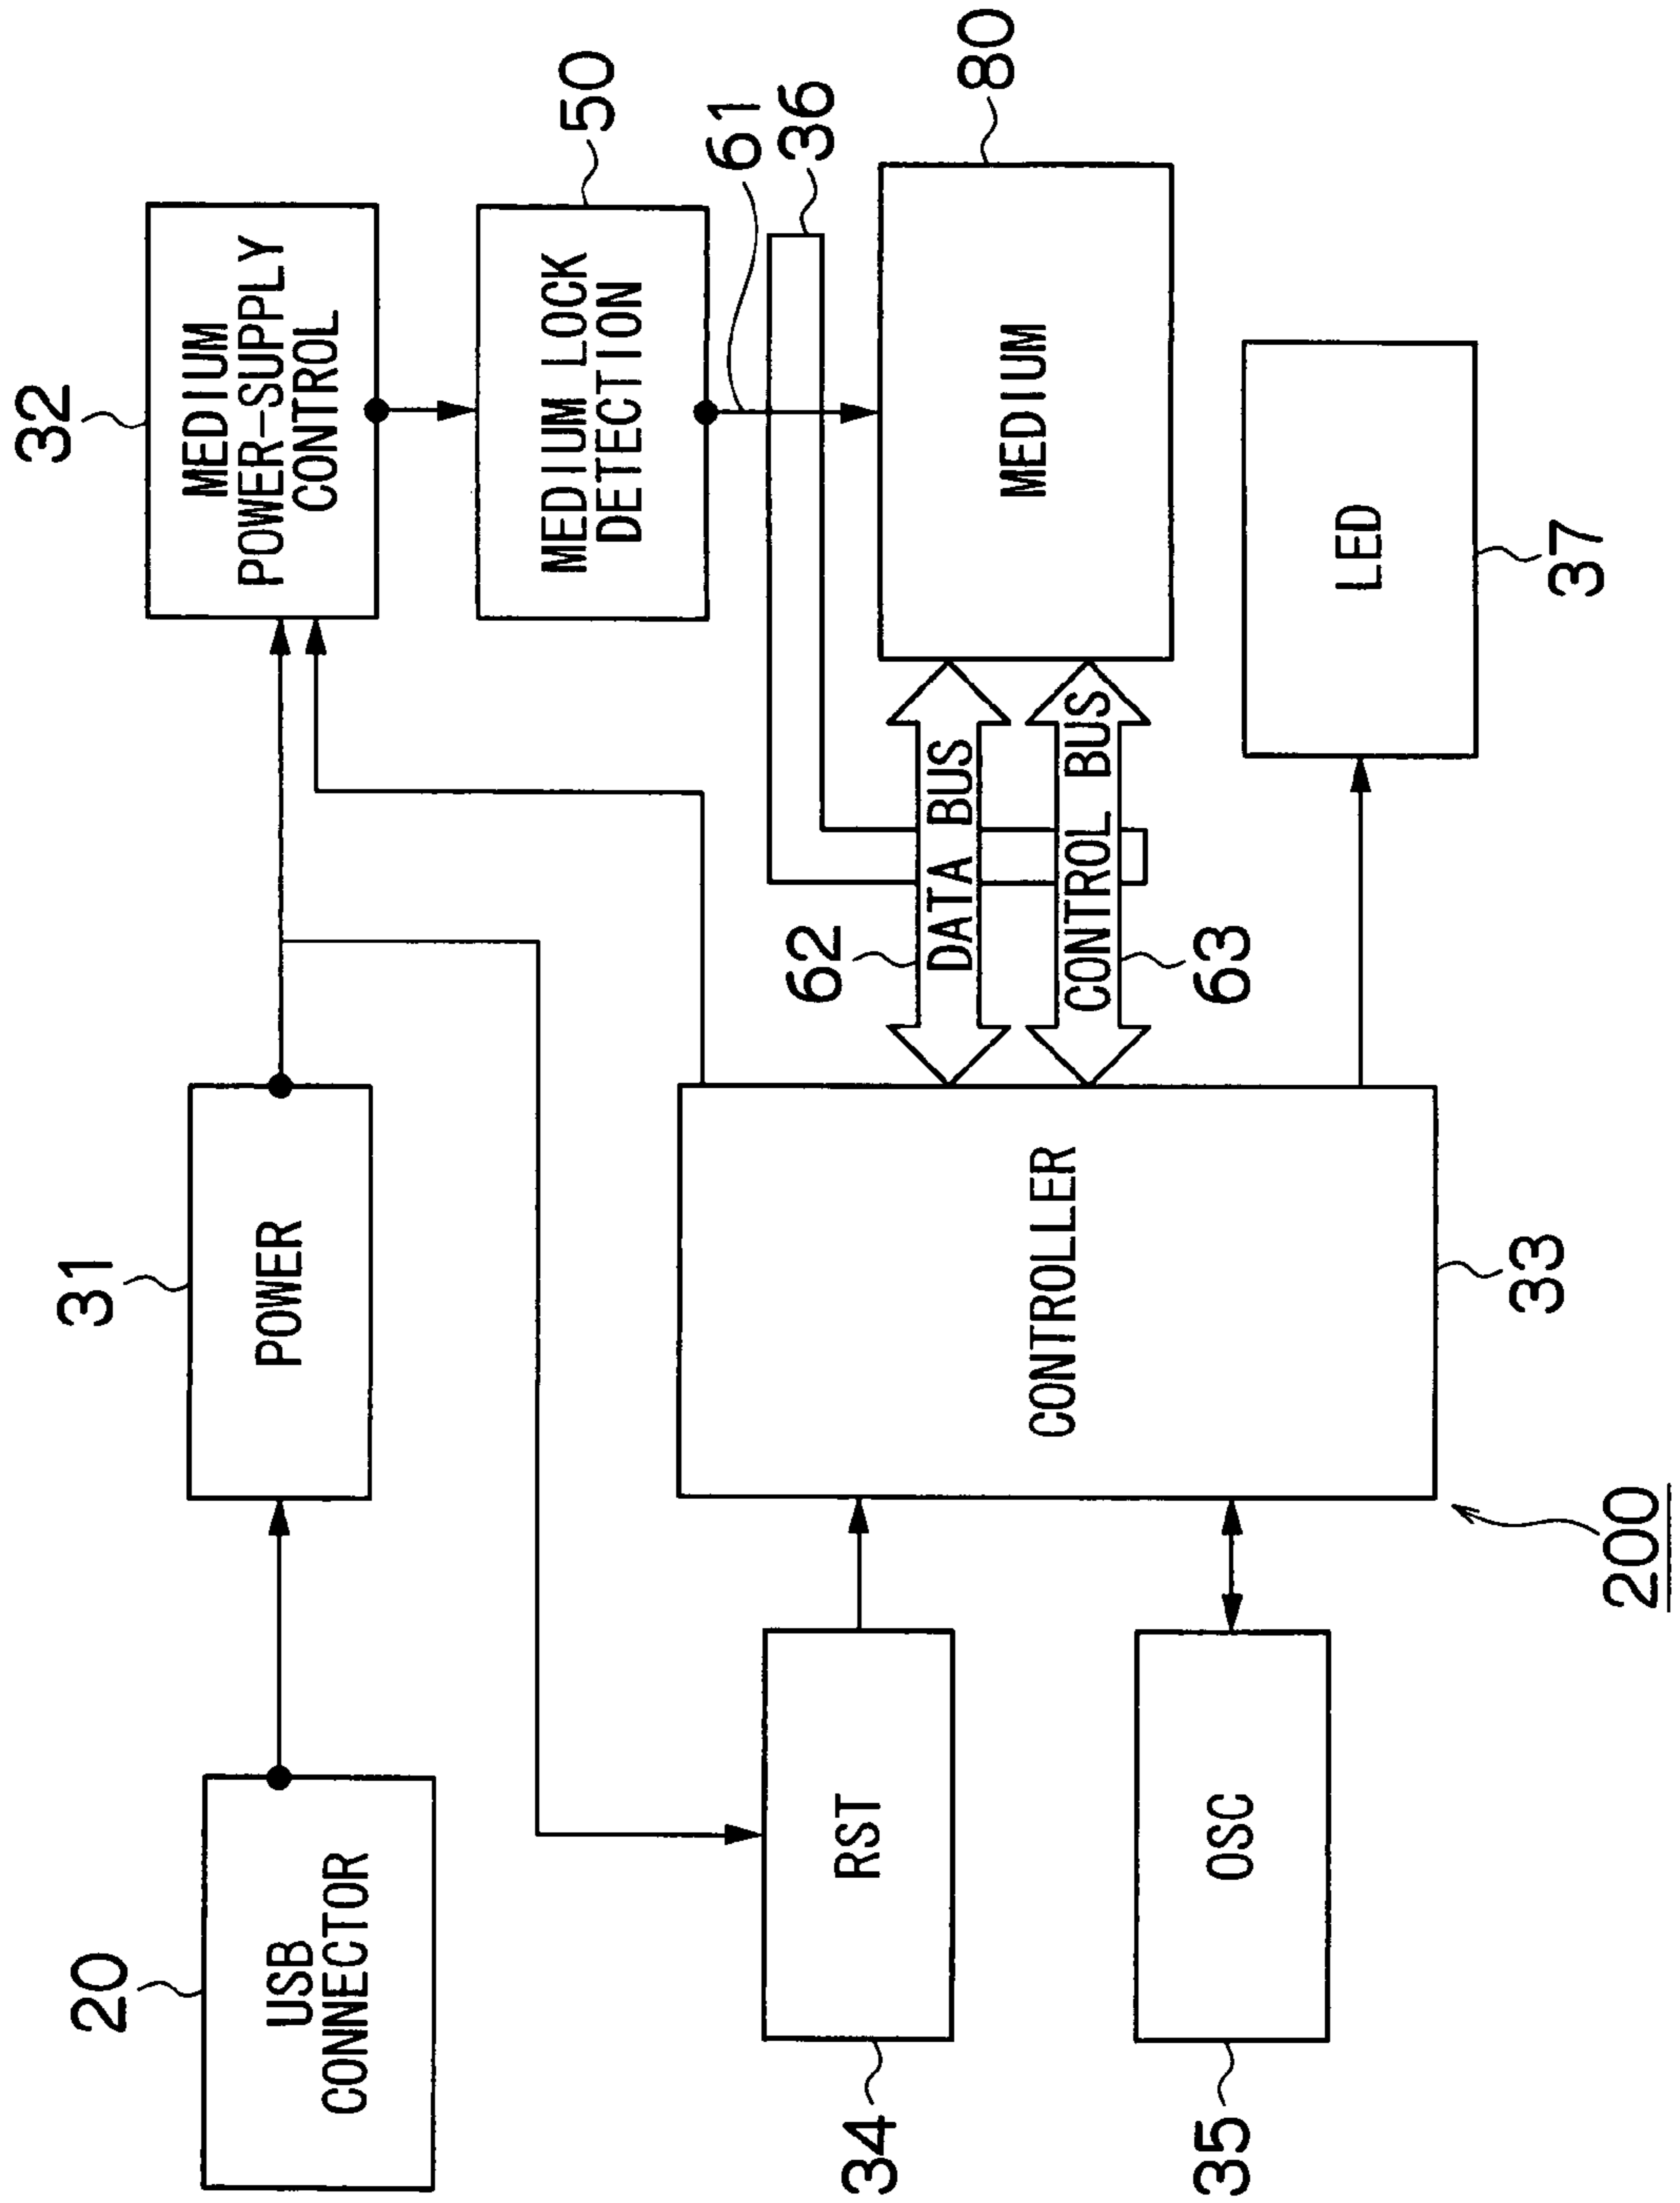 20
USB
CONNECTOR
31
POWER
32
MEDIUM
POWER-SUPPLY
CONTROL
50
MEDIUM LOCK
DETECTION
61
36
80
MEDIUM
62
DATA BUS
CONTROL BUS
63
CONTROLLER
33
34
RST
35
OSC
LED
37
200